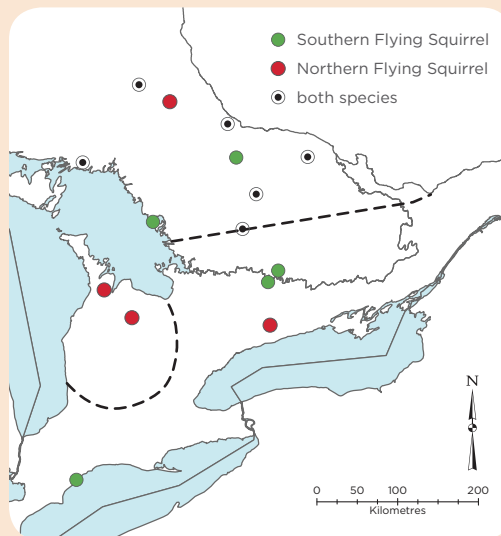 Southern Flying Squirrel
Northern Flying Squirrel
both species
N
0 50 100 200
Kilometres